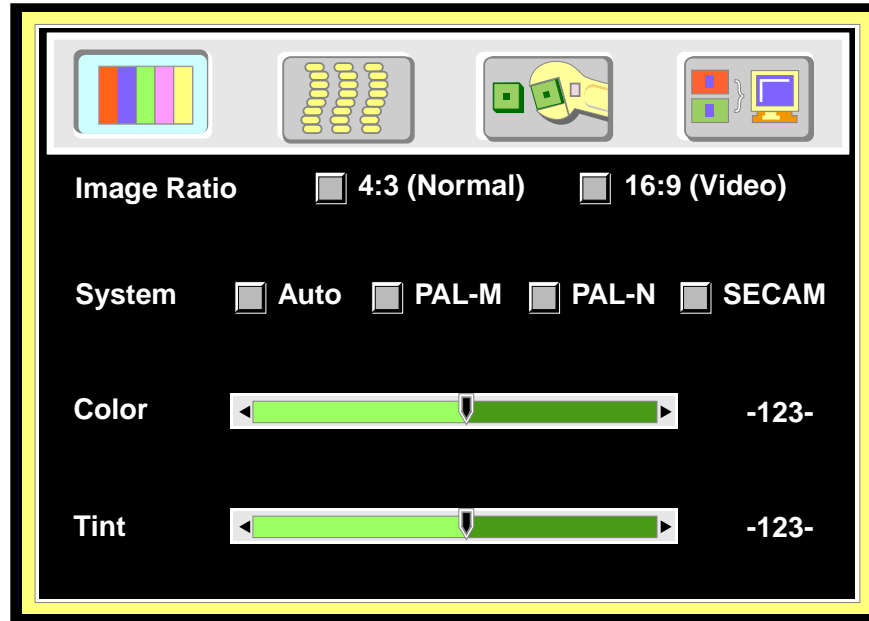 Image Ratio 4:3 (Normal) 16:9 (Video)
System Auto PAL-M PAL-N SECAM
Color -123-
Tint -123-